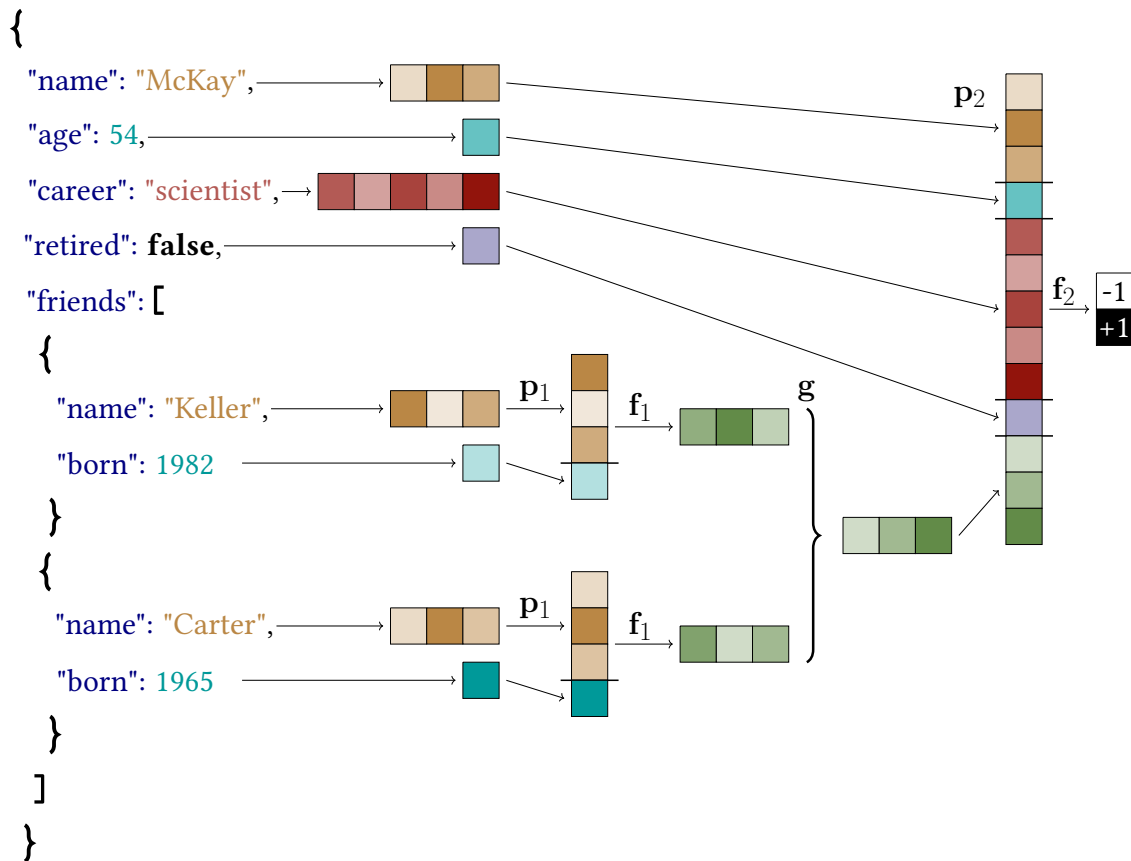 {
"name": "McKay",
p₂
"age": 54,
"career": "scientist",
"retired": false,
"friends": [
f₂
-1
+1
{
"name": "Keller",
p₁
f₁
g
"born": 1982
}
{
"name": "Carter",
p₁
f₁
"born": 1965
}
]
}